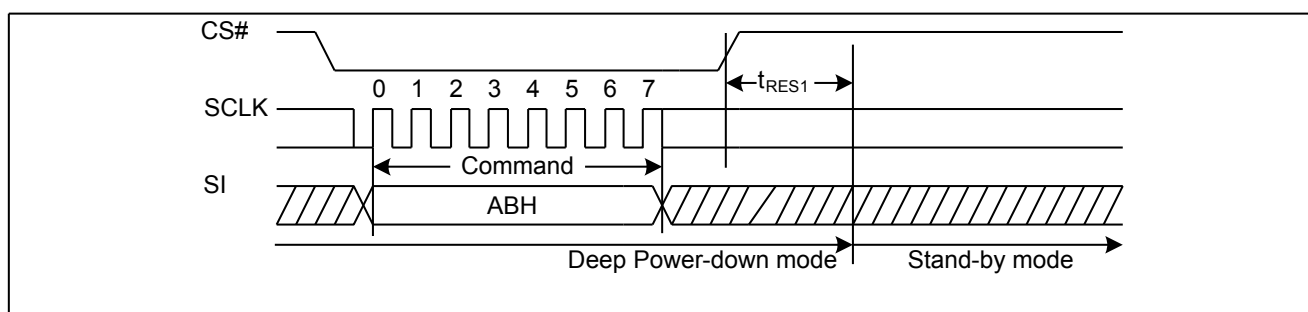 CS#
0 1 2 3 4 5 6 7
tRES1
SCLK
Command
SI
ABH
Deep Power-down mode Stand-by mode